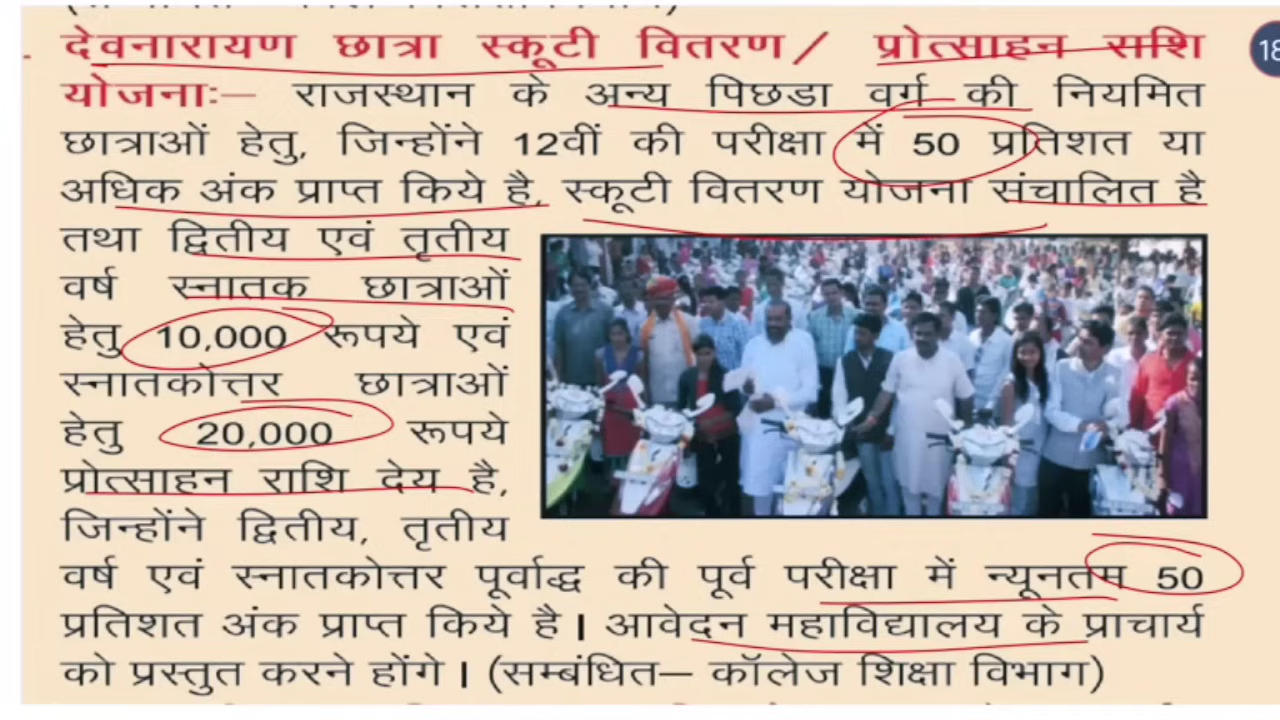 देवनारायण छात्रा स्कूटी वितरण/ प्रोत्साहन राशि
18
योजनाः– राजस्थान के अन्य पिछडा वर्ग की नियमित
छात्राओं हेतु, जिन्होंने 12वीं की परीक्षा में 50 प्रतिशत या
अधिक अंक प्राप्त किये है, स्कूटी वितरण योजना संचालित है
तथा द्वितीय एवं तृतीय
वर्ष स्नातक छात्राओं
हेतु 10,000 रूपये एवं
स्नातकोत्तर छात्राओं
हेतु 20,000 रूपये
प्रोत्साहन राशि देय है,
जिन्होंने द्वितीय, तृतीय
वर्ष एवं स्नातकोत्तर पूर्वाद्ध की पूर्व परीक्षा में न्यूनतम 50
प्रतिशत अंक प्राप्त किये है। आवेदन महाविद्यालय के प्राचार्य
को प्रस्तुत करने होंगे। (सम्बंधित– कॉलेज शिक्षा विभाग)